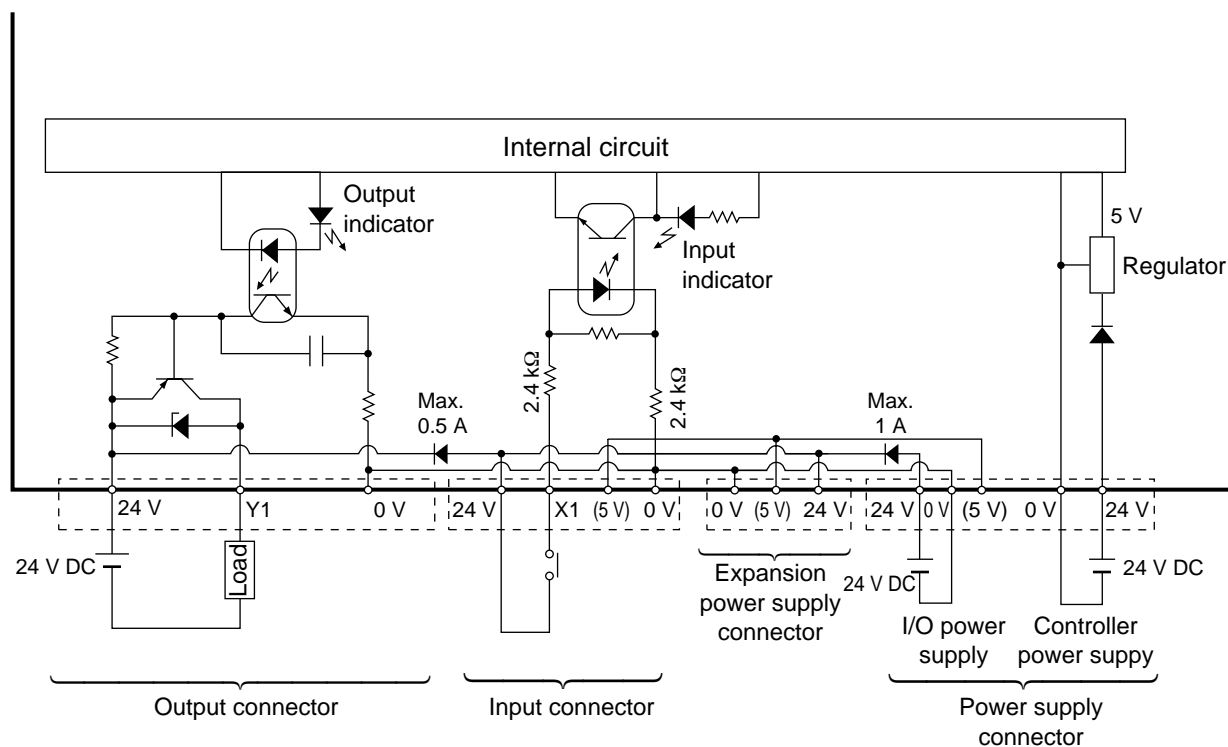 Internal circuit
Output
indicator
Input
indicator
5 V
Regulator
2.4 kΩ
2.4 kΩ
Max.
0.5 A
Max.
1 A
24 V
Y1
0 V
24 V
X1
(5 V)
0 V
0 V
(5 V)
24 V
24 V
0 V
(5 V)
0 V
24 V
24 V DC
Load
Expansion
power supply
connector
24 V DC
24 V DC
I/O power
supply
Controller
power suppy
Output connector
Input connector
Power supply
connector